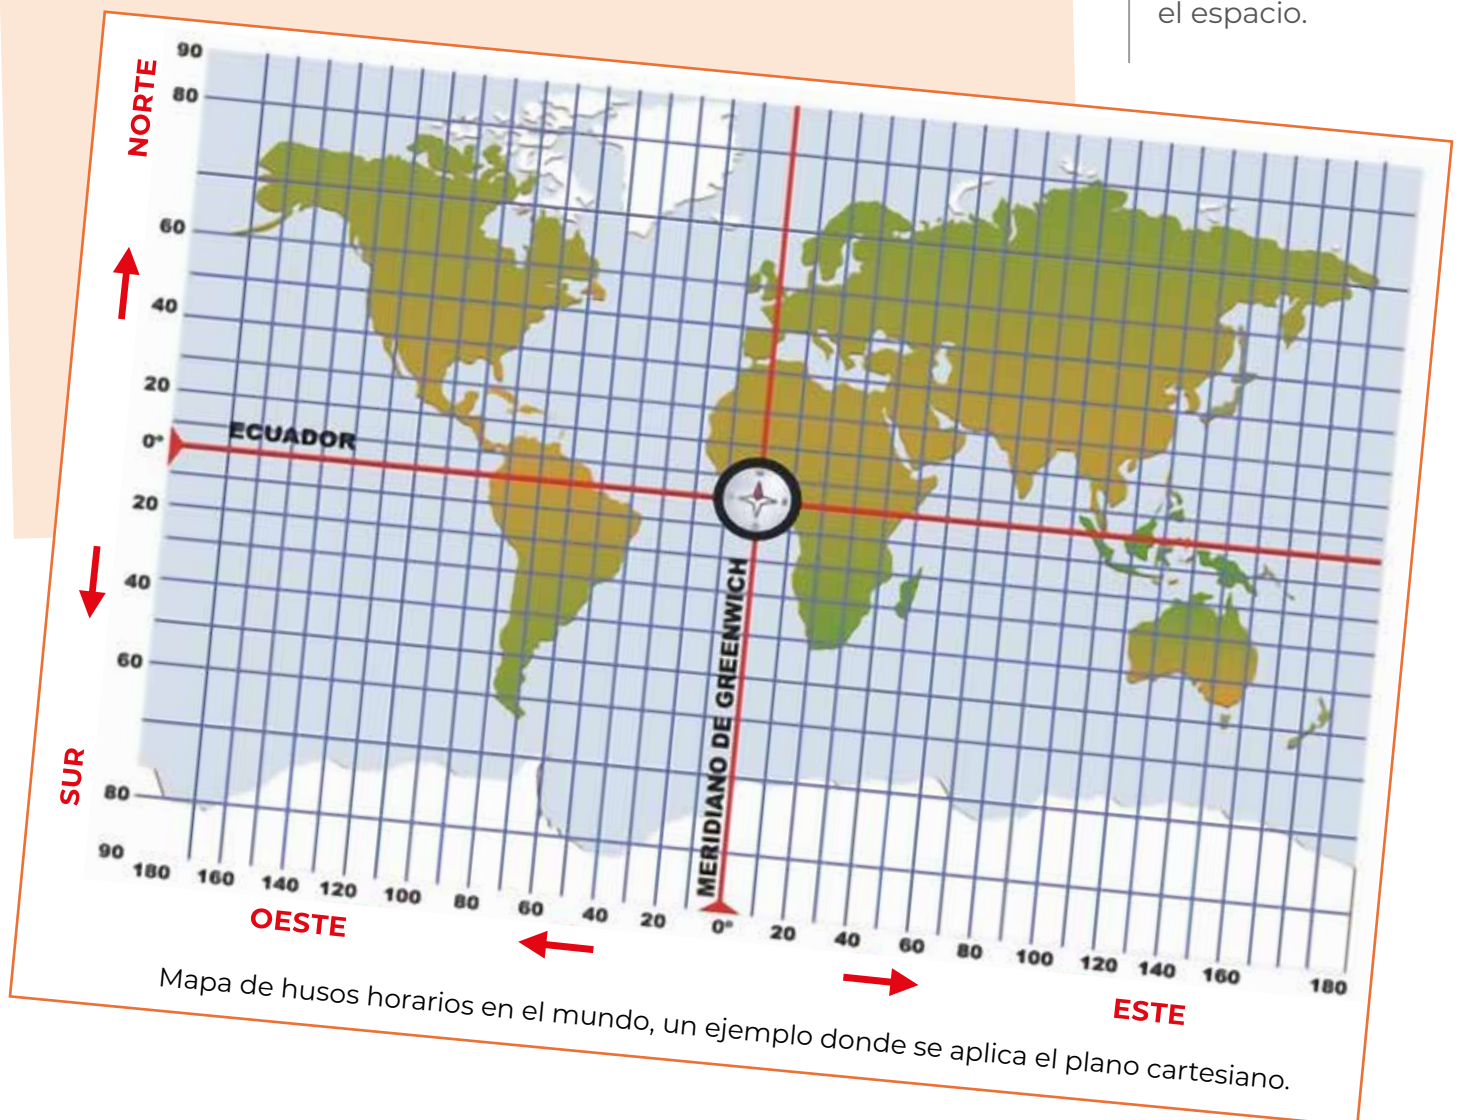 el espacio.
NORTE
90
80
60
40
20
0°
20
40
60
80
90
SUR
ECUADOR
MERIDIANO DE GREENWICH
180 160 140 120 100 80 60 40 20 0° 20 40 60 80 100 120 140 160 180
OESTE
ESTE
Mapa de husos horarios en el mundo, un ejemplo donde se aplica el plano cartesiano.